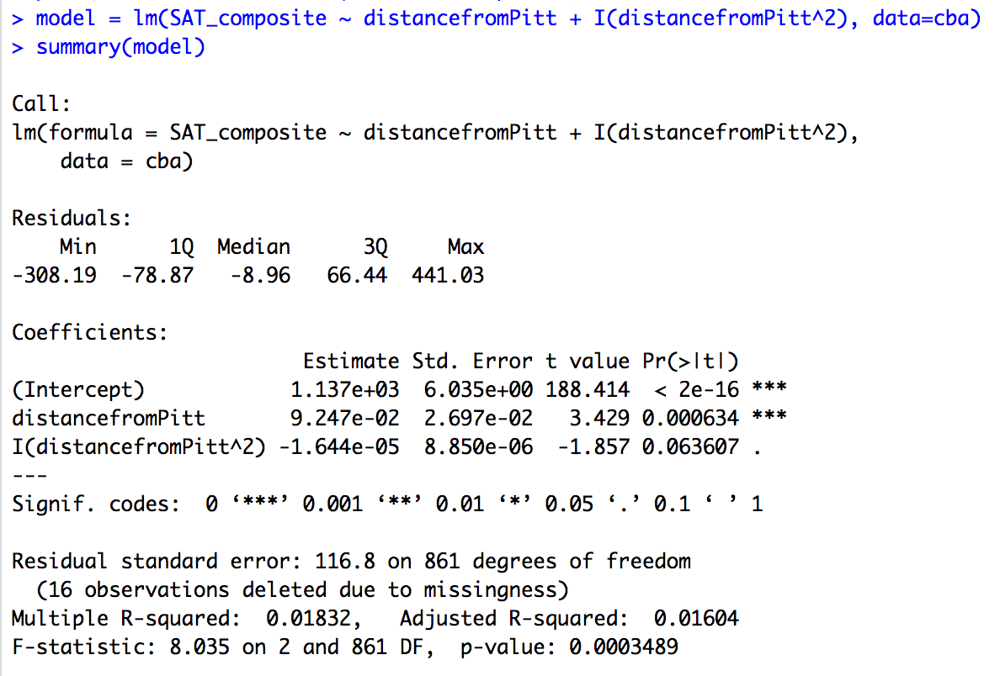 > model = lm(SAT_composite ~ distancefromPitt + I(distancefromPitt^2), data=cba)
> summary(model)
Call:
lm(formula = SAT_composite ~ distancefromPitt + I(distancefromPitt^2),
    data = cba)
Residuals:
    Min      1Q  Median      3Q     Max
-308.19  -78.87   -8.96   66.44  441.03
Coefficients:
                        Estimate Std. Error t value Pr(>|t|)
(Intercept)            1.137e+03  6.035e+00 188.414  < 2e-16 ***
distancefromPitt       9.247e-02  2.697e-02   3.429 0.000634 ***
I(distancefromPitt^2) -1.644e-05  8.850e-06  -1.857 0.063607 .
---
Signif. codes:  0 ‘***’ 0.001 ‘**’ 0.01 ‘*’ 0.05 ‘.’ 0.1 ‘ ’ 1
Residual standard error: 116.8 on 861 degrees of freedom
  (16 observations deleted due to missingness)
Multiple R-squared:  0.01832,   Adjusted R-squared:  0.01604
F-statistic: 8.035 on 2 and 861 DF,  p-value: 0.0003489